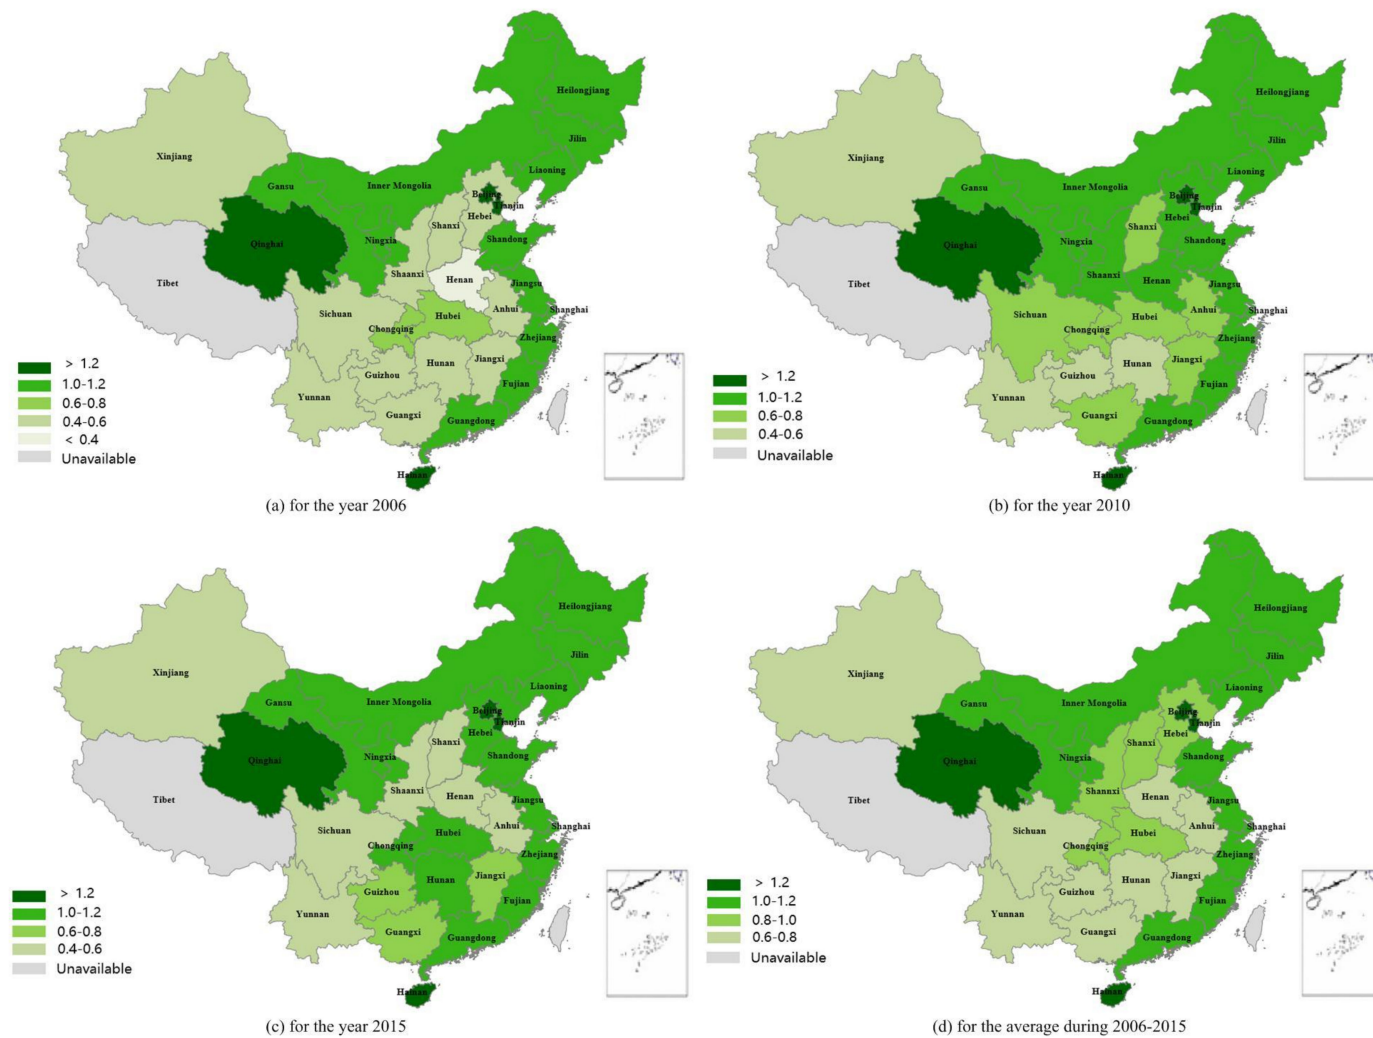 Heilongjiang
Jilin
Liaoning
Xinjiang
Gansu
Inner Mongolia
Beijing
Tianjin
Hebei
Shanxi
Qinghai
Ningxia
Shandong
Shaanxi
Henan
Tibet
Jiangsu
Anhui
Shanghai
Sichuan
Hubei
Chongqing
Zhejiang
Hunan
Jiangxi
Guizhou
Fujian
Yunnan
Guangxi
Guangdong
Hainan
> 1.2
1.0-1.2
0.6-0.8
0.4-0.6
< 0.4
Unavailable
(a) for the year 2006
Heilongjiang
Jilin
Liaoning
Xinjiang
Gansu
Inner Mongolia
Beijing
Tianjin
Hebei
Shanxi
Qinghai
Ningxia
Shandong
Shaanxi
Henan
Tibet
Jiangsu
Anhui
Shanghai
Sichuan
Hubei
Chongqing
Zhejiang
Hunan
Jiangxi
Guizhou
Fujian
Yunnan
Guangxi
Guangdong
Hainan
> 1.2
1.0-1.2
0.6-0.8
0.4-0.6
Unavailable
(b) for the year 2010
Heilongjiang
Jilin
Liaoning
Xinjiang
Gansu
Inner Mongolia
Beijing
Tianjin
Hebei
Shanxi
Qinghai
Ningxia
Shandong
Shaanxi
Henan
Tibet
Jiangsu
Anhui
Shanghai
Sichuan
Hubei
Chongqing
Zhejiang
Hunan
Jiangxi
Guizhou
Fujian
Yunnan
Guangxi
Guangdong
Hainan
> 1.2
1.0-1.2
0.6-0.8
0.4-0.6
Unavailable
(c) for the year 2015
Heilongjiang
Jilin
Liaoning
Xinjiang
Gansu
Inner Mongolia
Beijing
Tianjin
Hebei
Shanxi
Qinghai
Ningxia
Shandong
Shannxi
Henan
Tibet
Jiangsu
Anhui
Shanghai
Sichuan
Hubei
Chongqing
Zhejiang
Hunan
Jiangxi
Guizhou
Fujian
Yunnan
Guangxi
Guangdong
Hainan
> 1.2
1.0-1.2
0.8-1.0
0.6-0.8
Unavailable
(d) for the average during 2006-2015